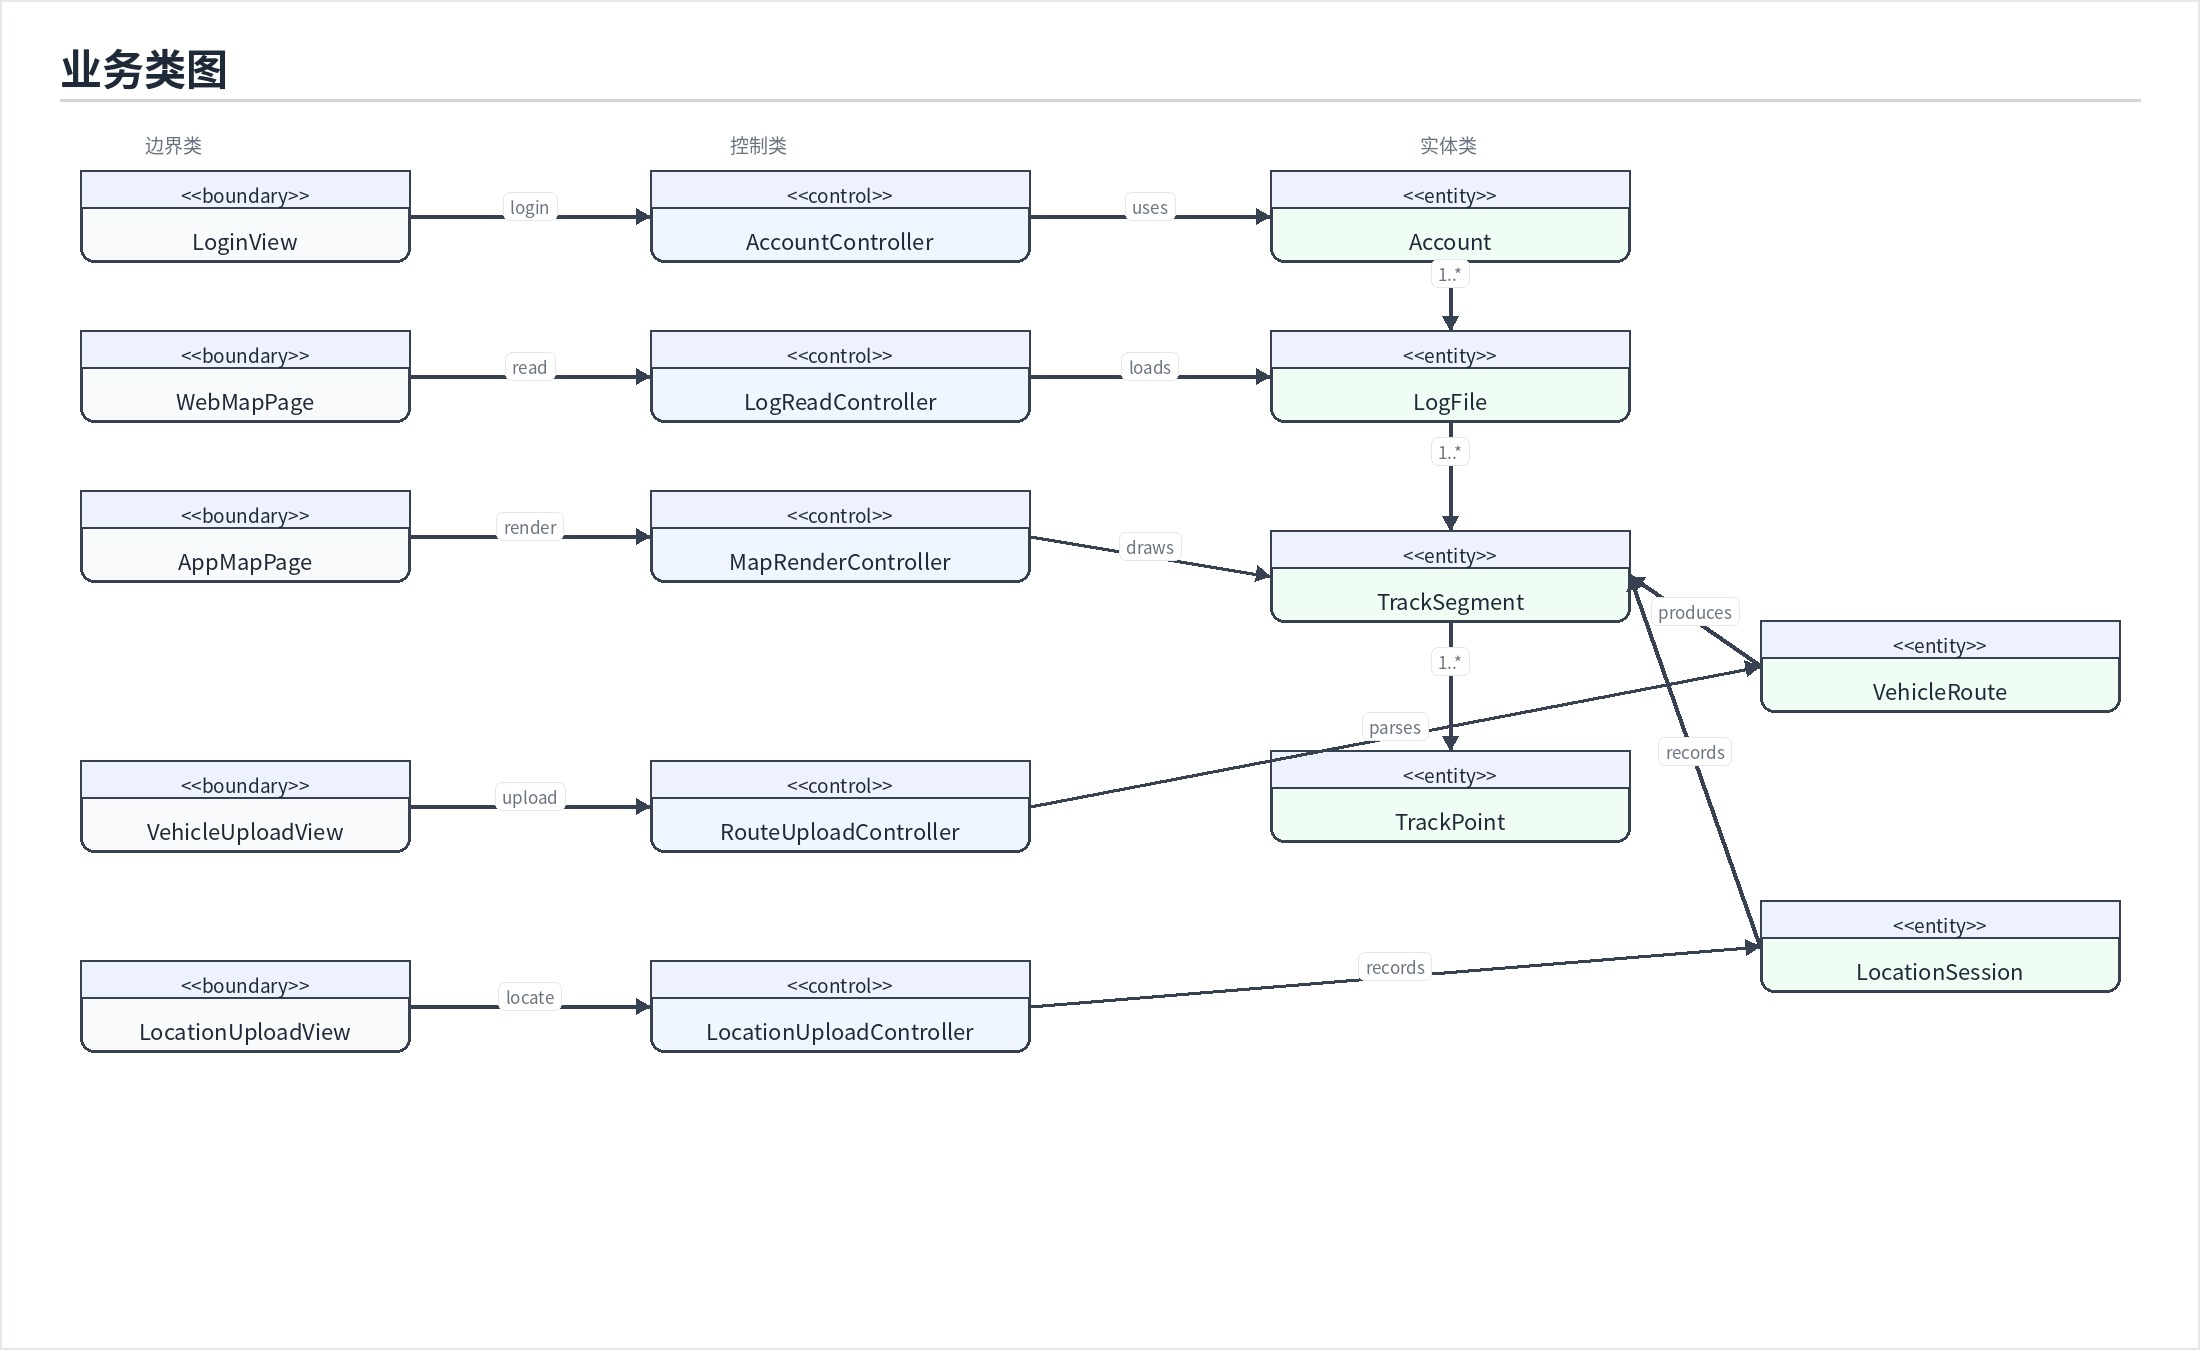 业务类图
边界类
控制类
实体类
<<boundary>>
LoginView
login
<<control>>
AccountController
uses
<<entity>>
Account
1..*
<<boundary>>
WebMapPage
read
<<control>>
LogReadController
loads
<<entity>>
LogFile
1..*
<<boundary>>
AppMapPage
render
<<control>>
MapRenderController
draws
<<entity>>
TrackSegment
produces
1..*
<<entity>>
VehicleRoute
parses
records
<<boundary>>
VehicleUploadView
upload
<<control>>
RouteUploadController
<<entity>>
TrackPoint
<<entity>>
LocationSession
records
<<boundary>>
LocationUploadView
locate
<<control>>
LocationUploadController